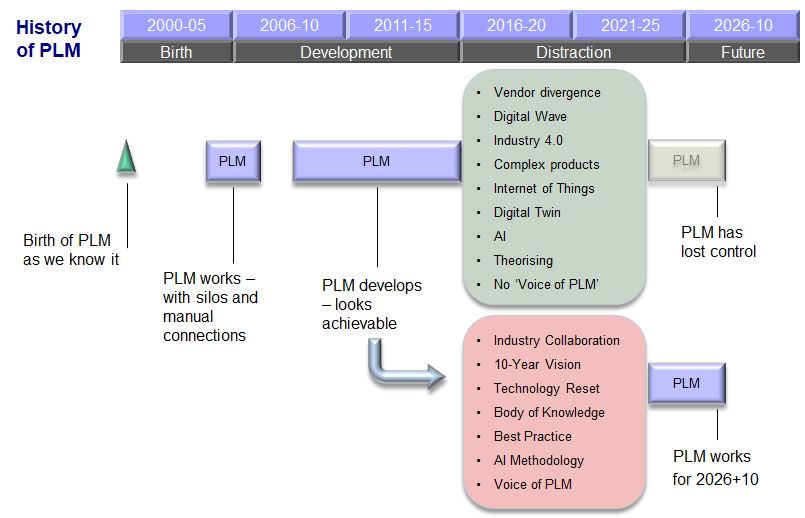 History
of PLM
2000-05
2006-10
2011-15
2016-20
2021-25
2026-10
Birth
Development
Distraction
Future
• Vendor divergence
• Digital Wave
• Industry 4.0
• Complex products
• Internet of Things
• Digital Twin
• AI
• Theorising
• No ‘Voice of PLM’
PLM
PLM
PLM
Birth of PLM
as we know it
PLM works –
with silos and
manual
connections
PLM develops
– looks
achievable
PLM has
lost control
• Industry Collaboration
• 10-Year Vision
• Technology Reset
• Body of Knowledge
• Best Practice
• AI Methodology
• Voice of PLM
PLM
PLM works
for 2026+10